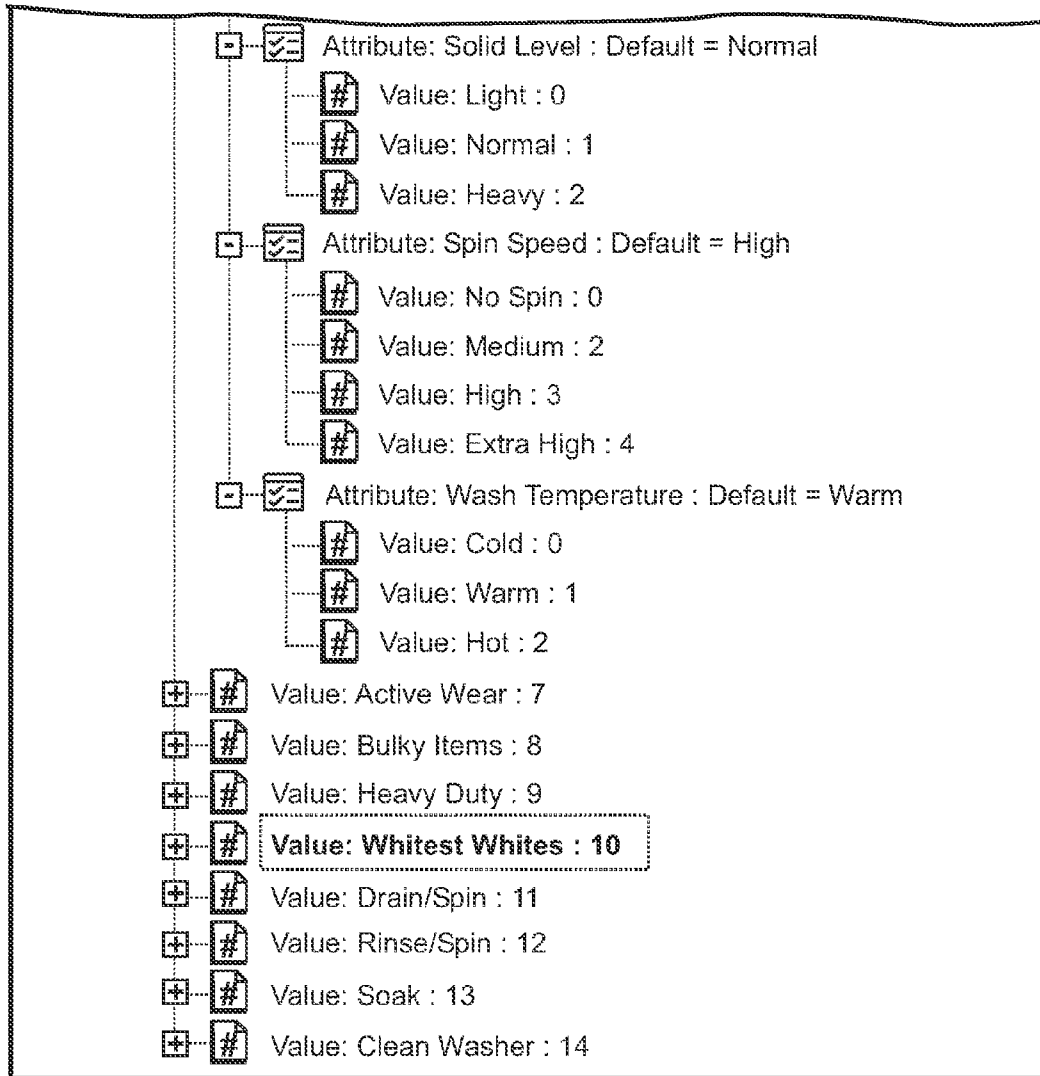 Attribute: Solid Level : Default = Normal
# Value: Light : 0
# Value: Normal : 1
# Value: Heavy : 2
Attribute: Spin Speed : Default = High
# Value: No Spin : 0
# Value: Medium : 2
# Value: High : 3
# Value: Extra High : 4
Attribute: Wash Temperature : Default = Warm
# Value: Cold : 0
# Value: Warm : 1
# Value: Hot : 2
# Value: Active Wear : 7
# Value: Bulky Items : 8
# Value: Heavy Duty : 9
# Value: Whitest Whites : 10
# Value: Drain/Spin : 11
# Value: Rinse/Spin : 12
# Value: Soak : 13
# Value: Clean Washer : 14